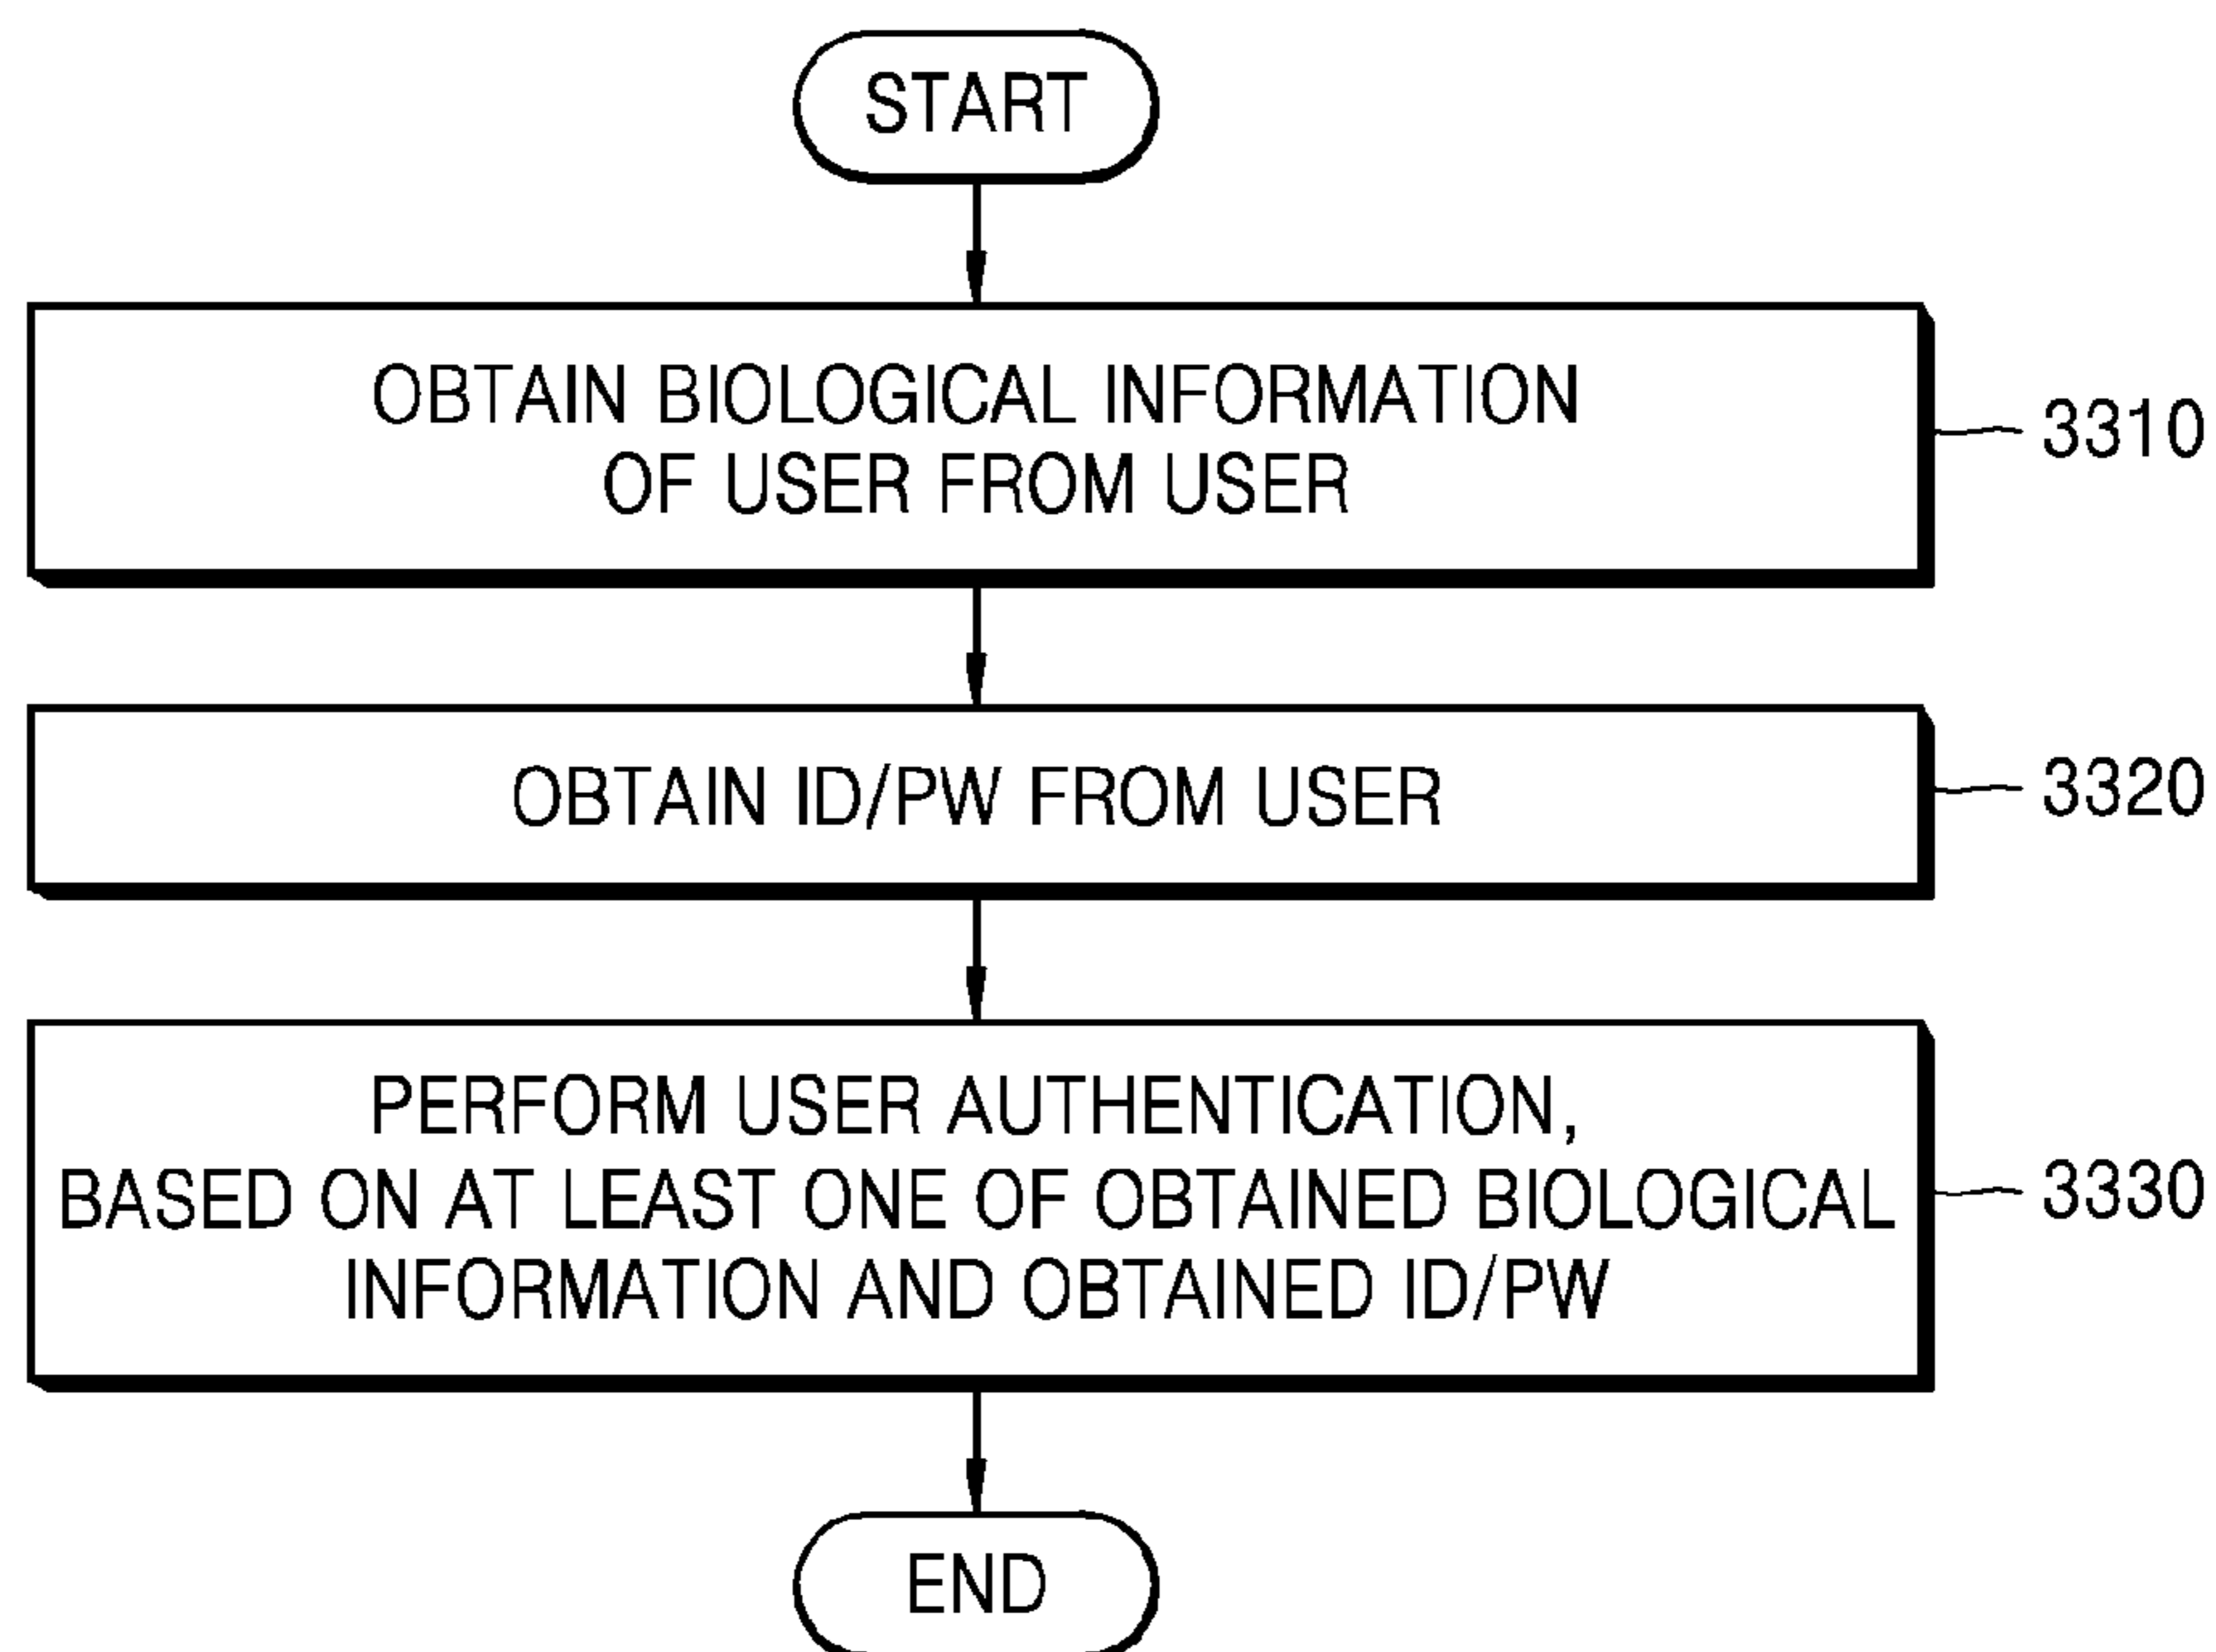 START
OBTAIN BIOLOGICAL INFORMATION
OF USER FROM USER
3310
OBTAIN ID/PW FROM USER
3320
PERFORM USER AUTHENTICATION,
BASED ON AT LEAST ONE OF OBTAINED BIOLOGICAL
INFORMATION AND OBTAINED ID/PW
3330
END